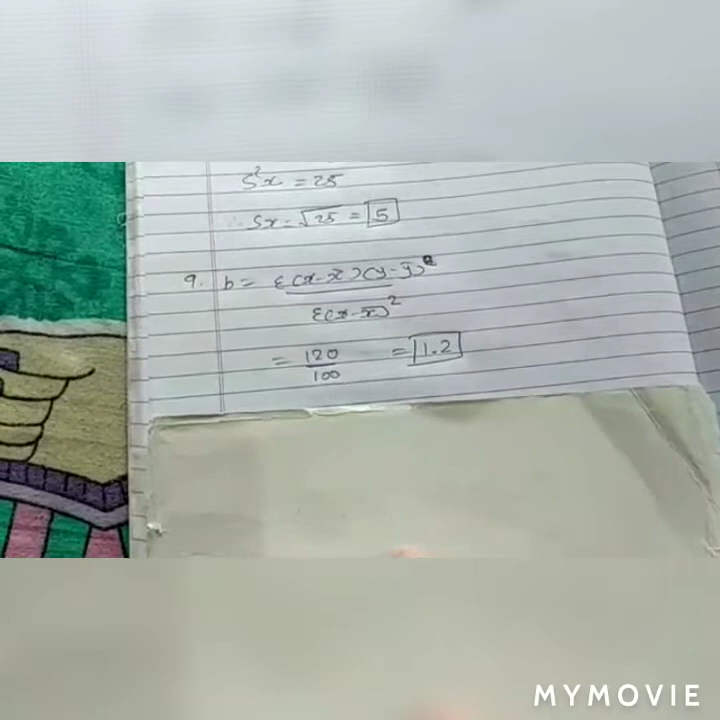 S²x = 25
∴ Sx = √25 = 5
9. b = Σ(x-x̄)(y-ȳ)
Σ(x-x̄)²
= 120/100 = 1.2
MYMOVIE